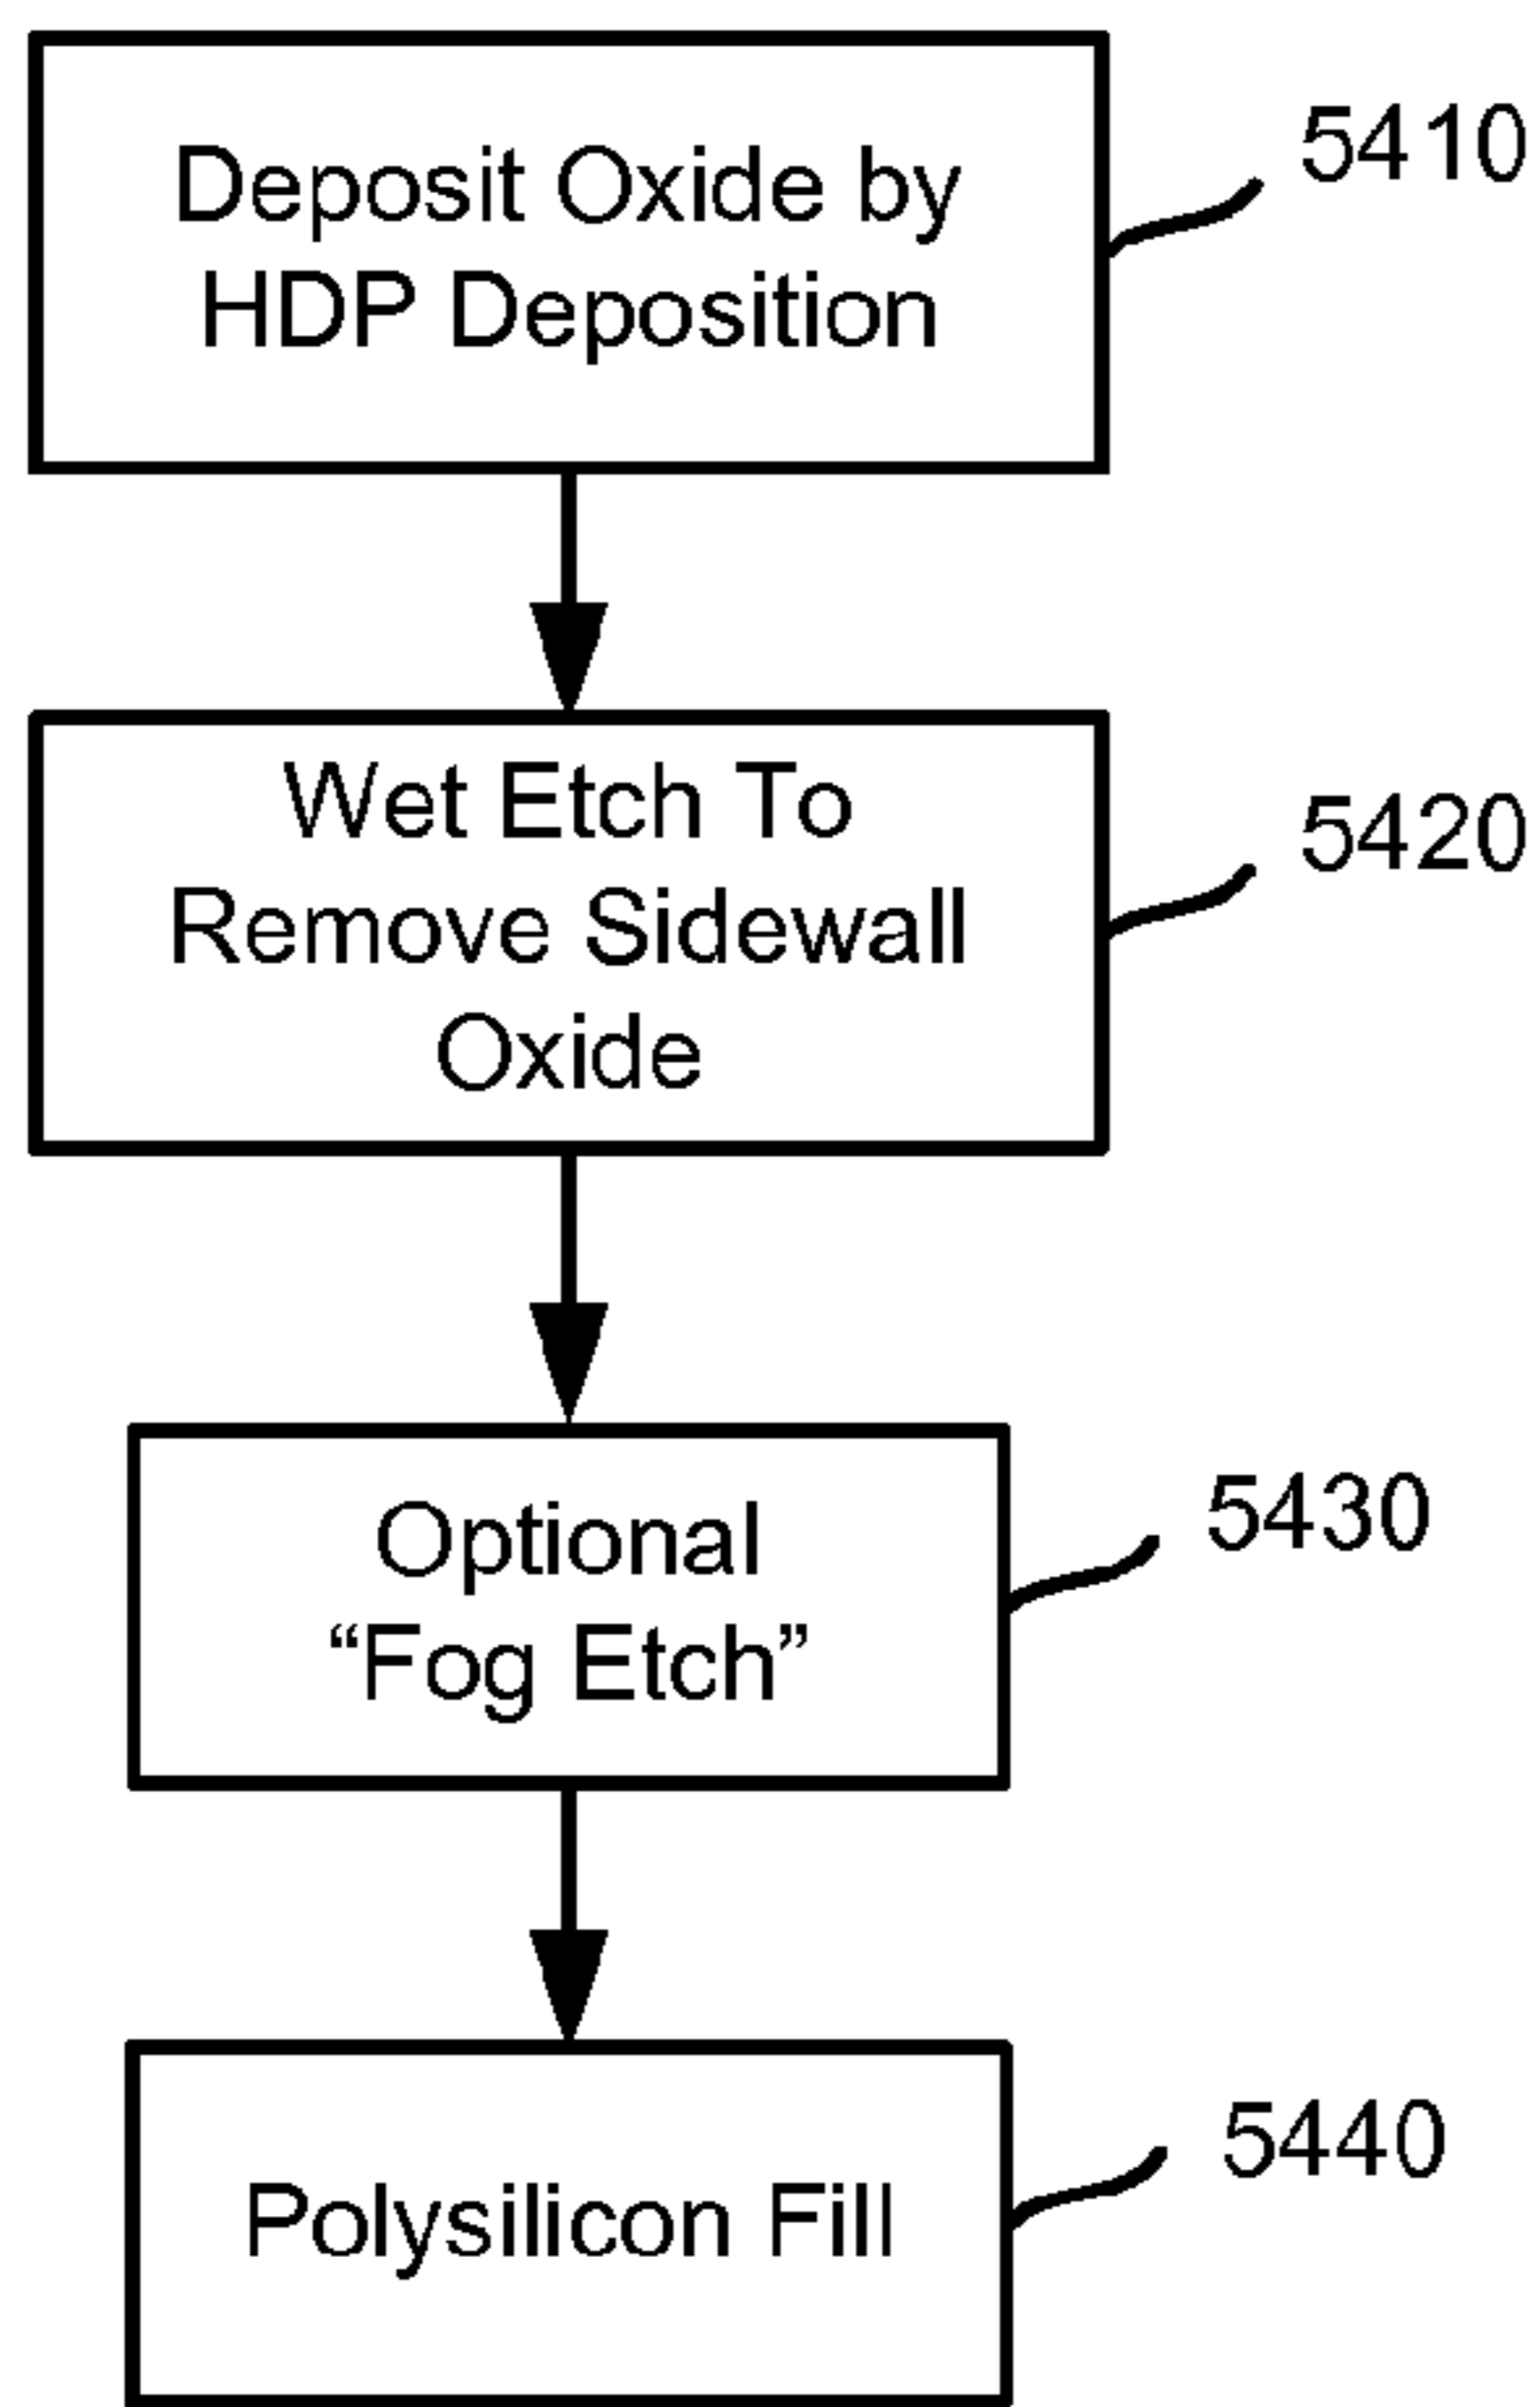 Deposit Oxide by
HDP Deposition
5410
Wet Etch To
Remove Sidewall
Oxide
5420
Optional
“Fog Etch”
5430
Polysilicon Fill
5440